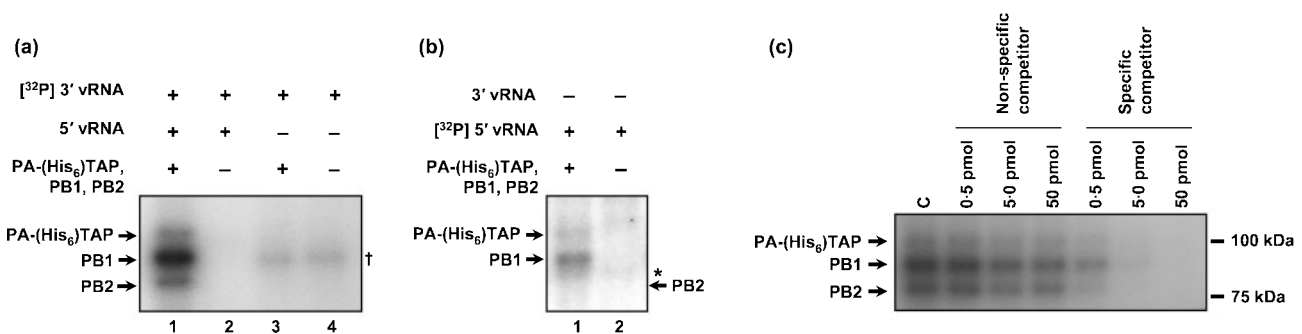 (a)
[³²P] 3′ vRNA + + + +
5′ vRNA + + – –
PA-(His₆)TAP, + – + –
PB1, PB2
PA-(His₆)TAP
PB1 †
PB2
1 2 3 4
(b)
3′ vRNA – –
[³²P] 5′ vRNA + +
PA-(His₆)TAP, + –
PB1, PB2
PA-(His₆)TAP
PB1
*
PB2
1 2
(c)
Non-specific
competitor
Specific
competitor
C
0·5 pmol
5·0 pmol
50 pmol
0·5 pmol
5·0 pmol
50 pmol
PA-(His₆)TAP
PB1
PB2
100 kDa
75 kDa